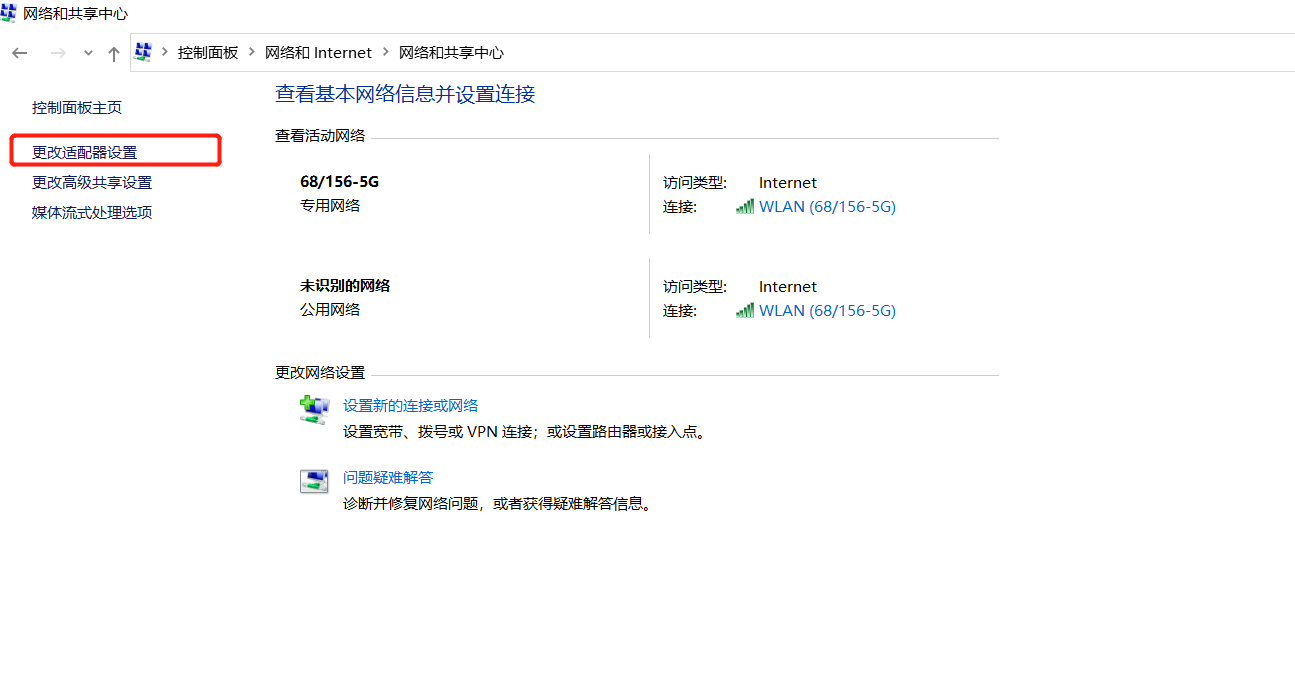 网络和共享中心
控制面板 > 网络和 Internet > 网络和共享中心
控制面板主页
更改适配器设置
更改高级共享设置
媒体流式处理选项
查看基本网络信息并设置连接
查看活动网络
68/156-5G
专用网络
访问类型: Internet
连接: WLAN (68/156-5G)
未识别的网络
公用网络
访问类型: Internet
连接: WLAN (68/156-5G)
更改网络设置
设置新的连接或网络
设置宽带、拨号或 VPN 连接；或设置路由器或接入点。
问题疑难解答
诊断并修复网络问题，或者获得疑难解答信息。